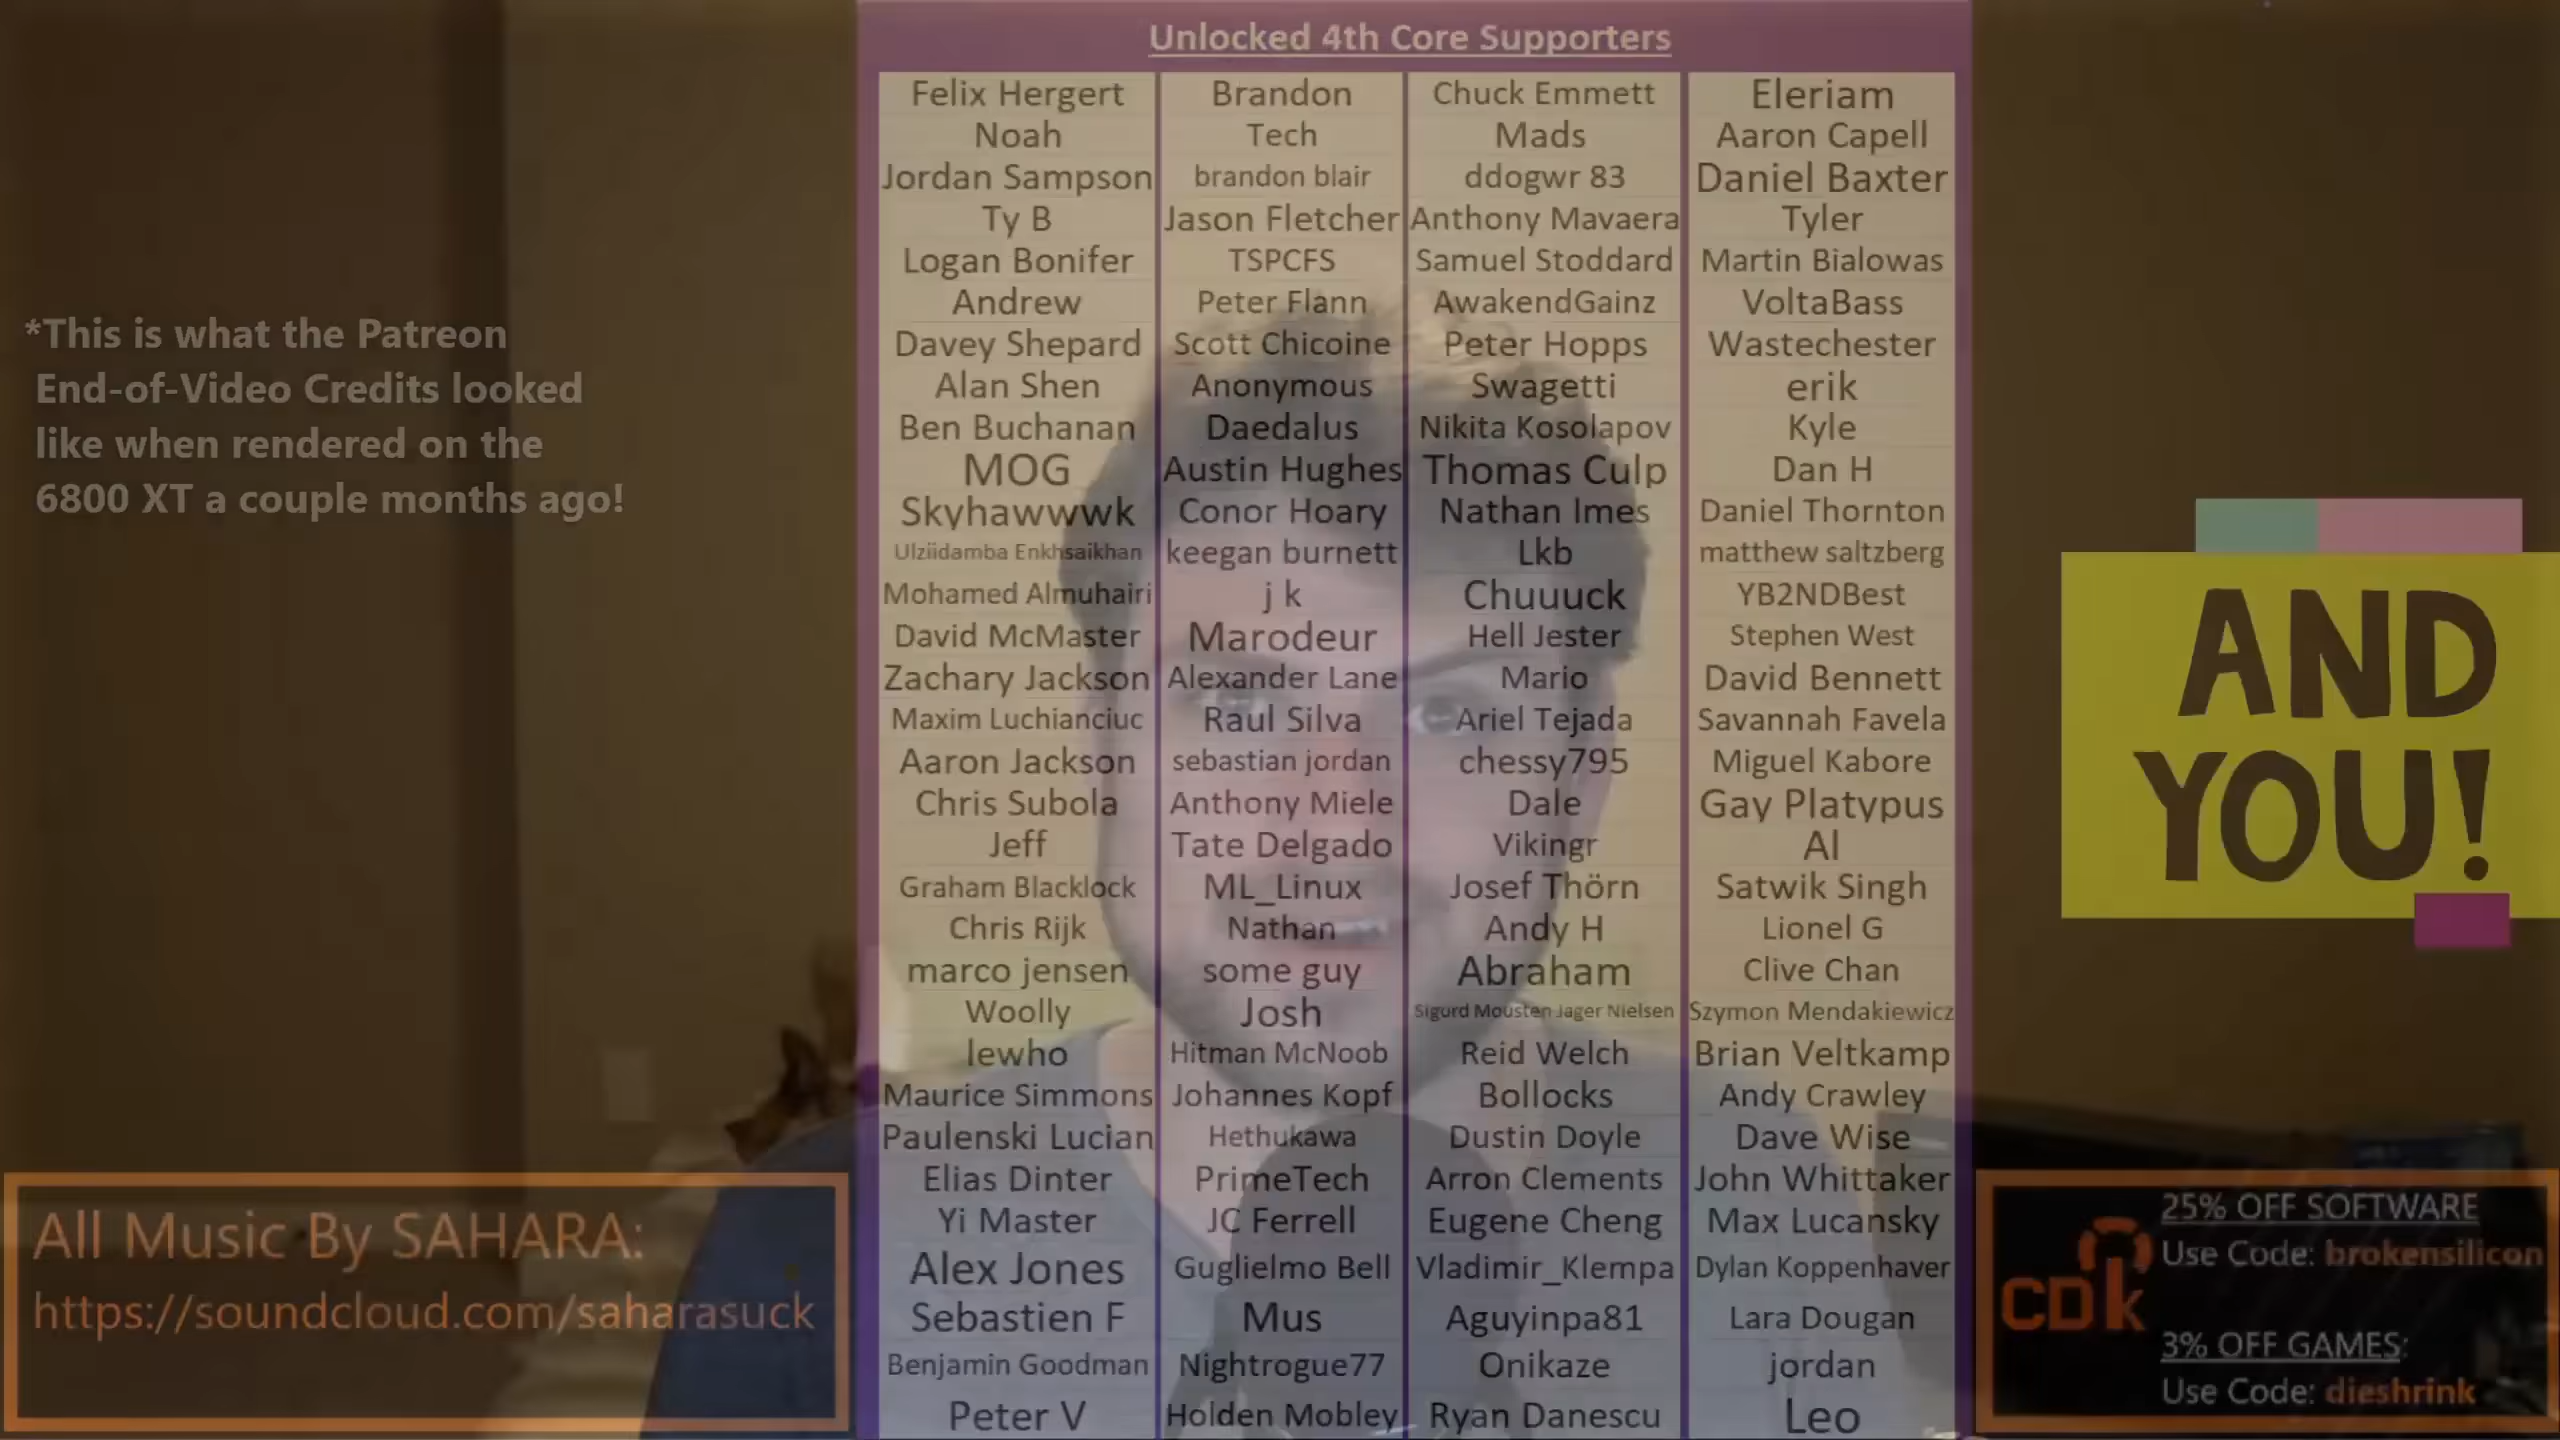 Unlocked 4th Core Supporters
Felix Hergert Brandon Chuck Emmett Eleriam
Noah Tech Mads Aaron Capell
Jordan Sampson brandon blair ddogwr 83 Daniel Baxter
Ty B Jason Fletcher Anthony Mavaera Tyler
Logan Bonifer TSPCFS Samuel Stoddard Martin Bialowas
Andrew Peter Flann AwakendGainz VoltaBass
Davey Shepard Scott Chicoine Peter Hopps Wastechester
Alan Shen Anonymous Swagetti erik
Ben Buchanan Daedalus Nikita Kosolapov Kyle
MOG Austin Hughes Thomas Culp Dan H
Skyhawwwk Conor Hoary Nathan Imes Daniel Thornton
Ulziidamba Enkhsaikhan keegan burnett Lkb matthew saltzberg
Mohamed Almuhairi j k Chuuuck YB2NDBest
David McMaster Marodeur Hell Jester Stephen West
Zachary Jackson Alexander Lane Mario David Bennett
Maxim Luchianciuc Raul Silva Ariel Tejada Savannah Favela
Aaron Jackson sebastian jordan chessy795 Miguel Kabore
Chris Subola Anthony Miele Dale Gay Platypus
Jeff Tate Delgado Vikingr Al
Graham Blacklock ML_Linux Josef Thörn Satwik Singh
Chris Rijk Nathan Andy H Lionel G
marco jensen some guy Abraham Clive Chan
Woolly Josh Sigurd Mousten Jager Nielsen Szymon Mendakiewicz
lewho Hitman McNoob Reid Welch Brian Veltkamp
Maurice Simmons Johannes Kopf Bollocks Andy Crawley
Paulenski Lucian Hethukawa Dustin Doyle Dave Wise
Elias Dinter PrimeTech Arron Clements John Whittaker
Yi Master JC Ferrell Eugene Cheng Max Lucansky
Alex Jones Guglielmo Bell Vladimir_Klempa Dylan Koppenhaver
Sebastien F Mus Aguyinpa81 Lara Dougan
Benjamin Goodman Nightrogue77 Onikaze jordan
Peter V Holden Mobley Ryan Danescu Leo
*This is what the Patreon
End-of-Video Credits looked
like when rendered on the
6800 XT a couple months ago!
AND
YOU!
All Music By SAHARA:
https://soundcloud.com/saharasuck
CDk
25% OFF SOFTWARE
Use Code: brokensilicon
3% OFF GAMES:
Use Code: dieshrink